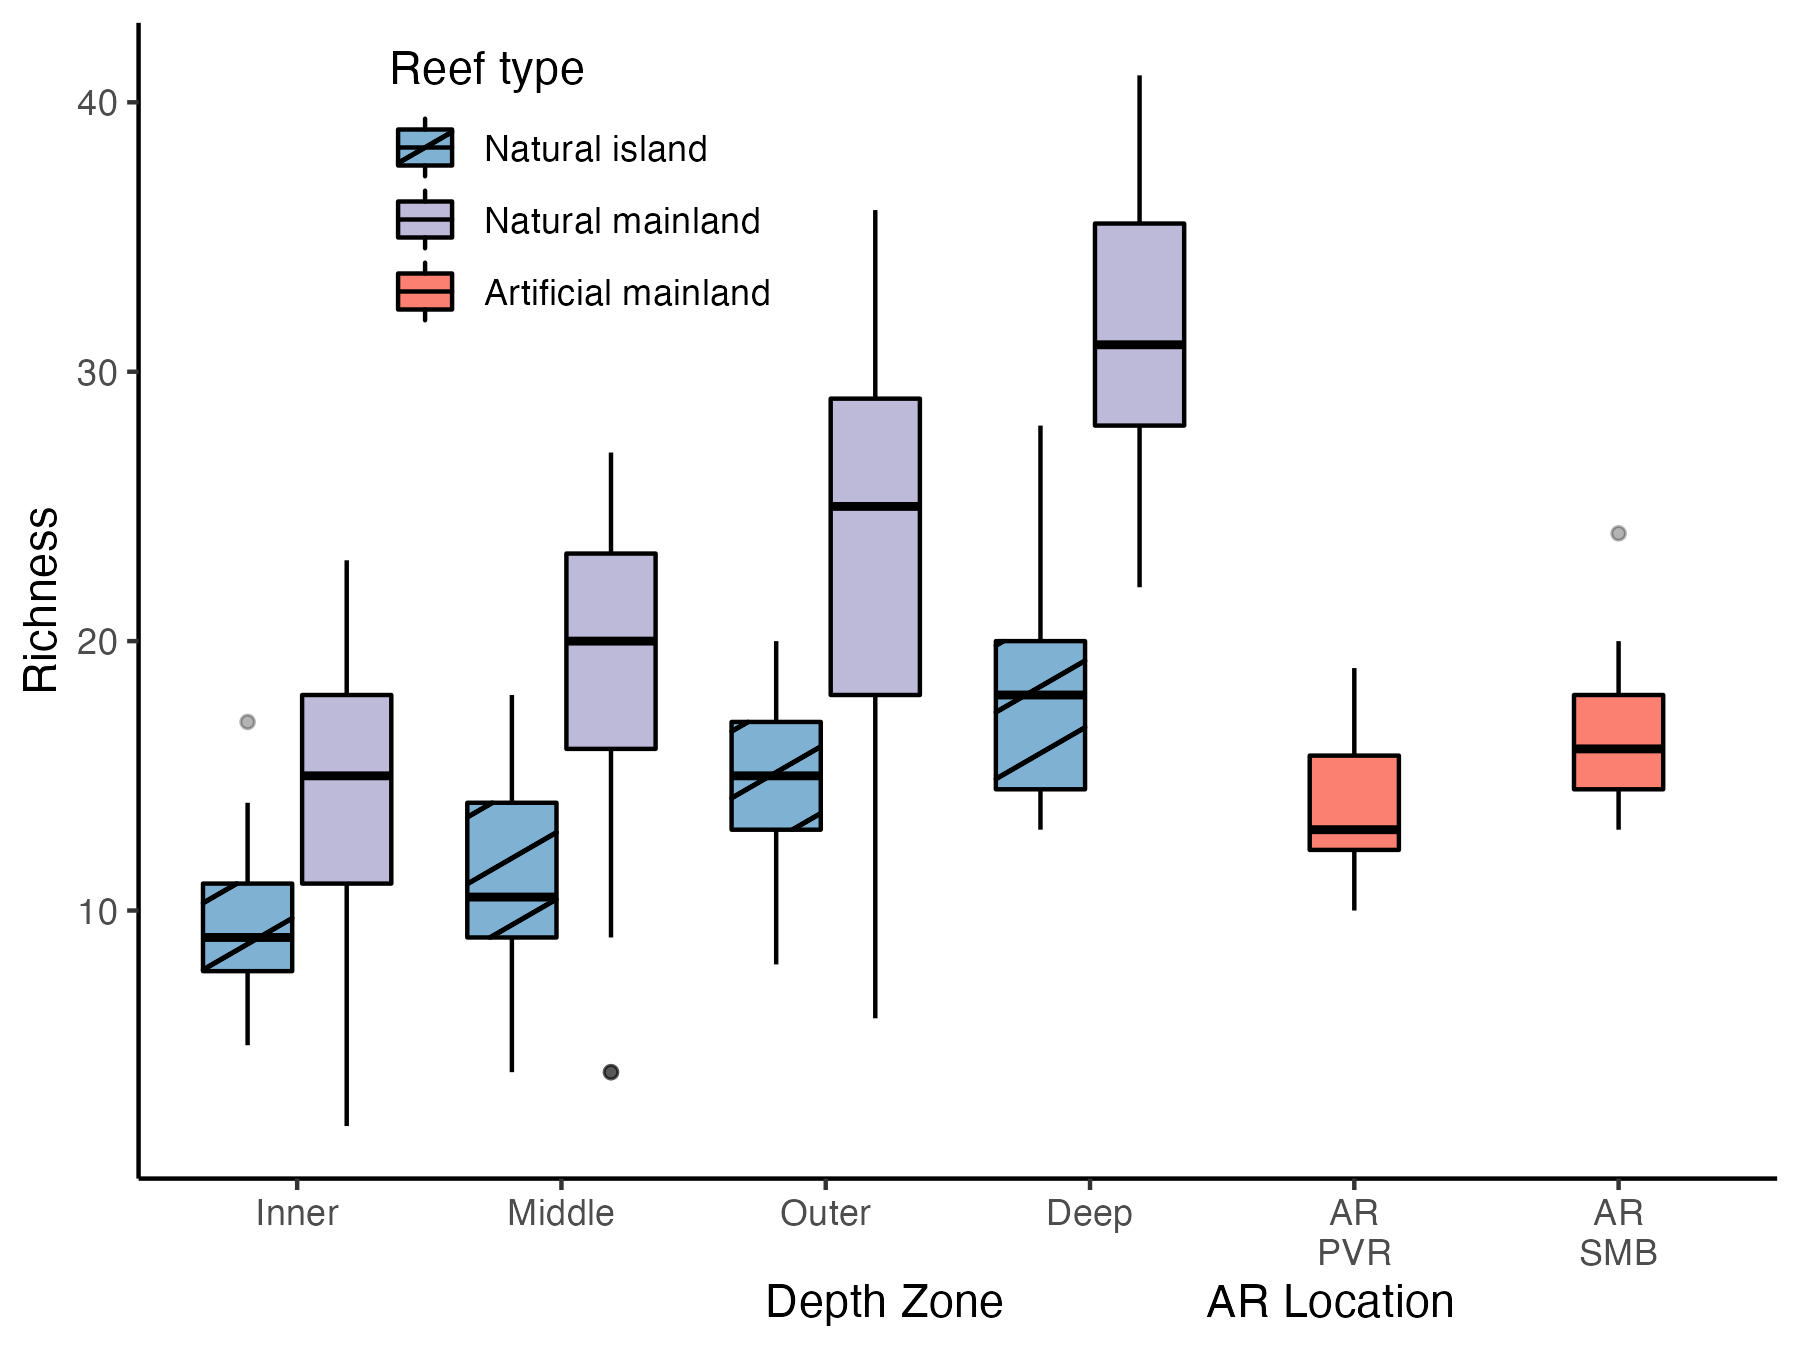 Reef type
Natural island
Natural mainland
Artificial mainland
Richness
40
30
20
10
Inner Middle Outer Deep AR PVR AR SMB
Depth Zone AR Location